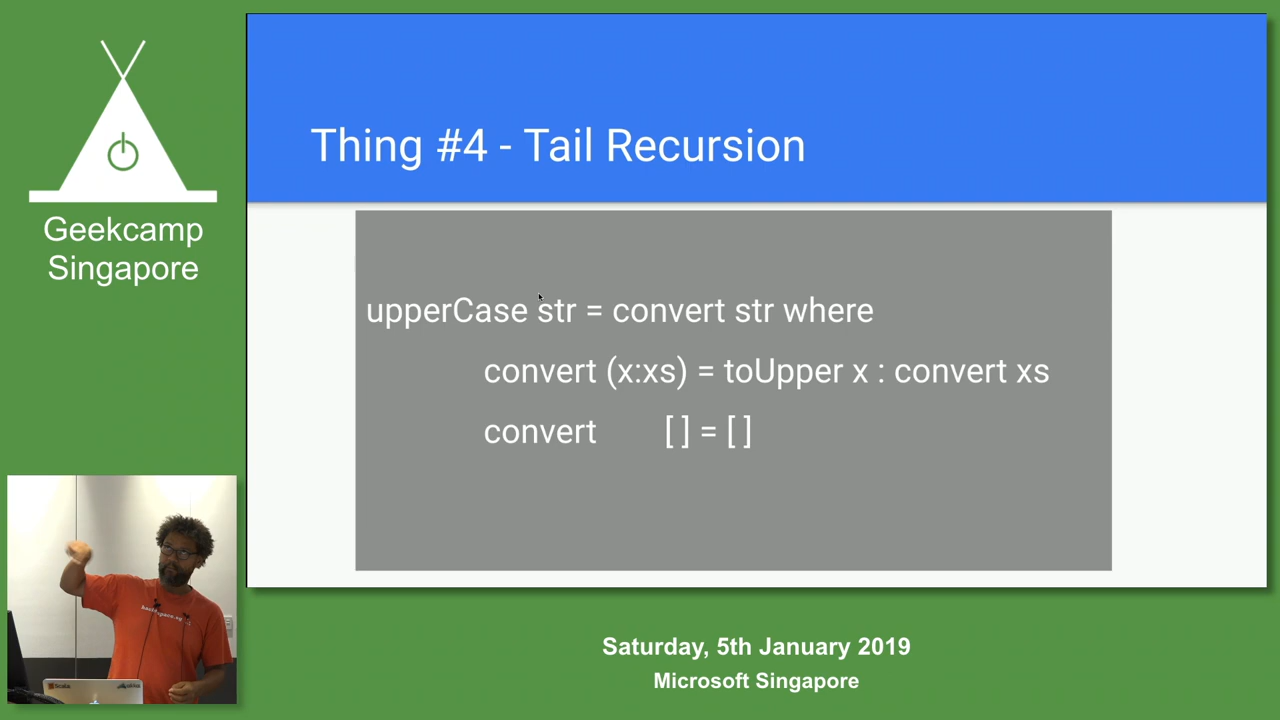 Geekcamp
Singapore
Thing #4 - Tail Recursion
upperCase str = convert str where
convert (x:xs) = toUpper x : convert xs
convert [ ] = [ ]
Saturday, 5th January 2019
Microsoft Singapore